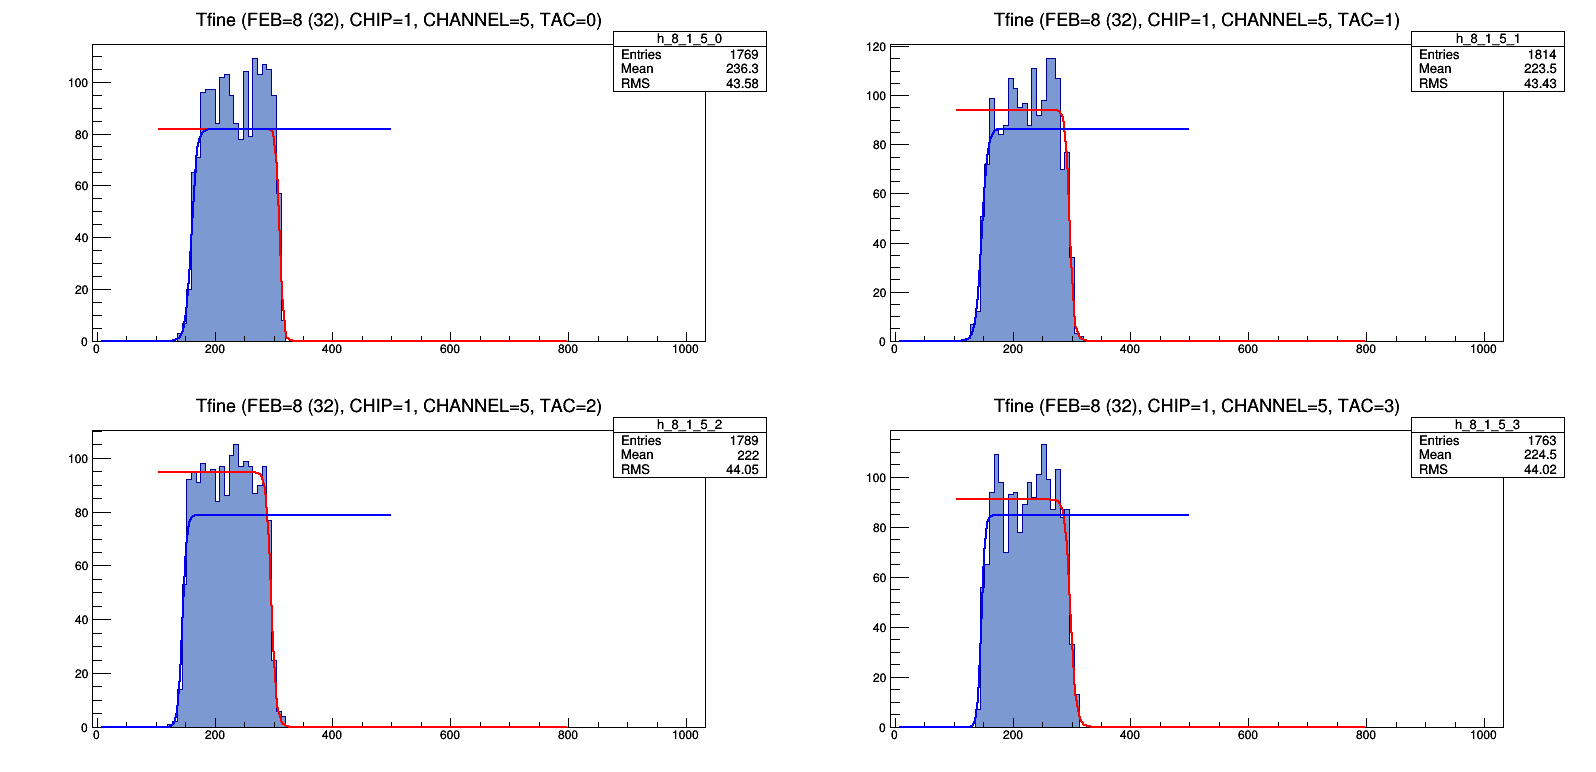 Tfine (FEB=8 (32), CHIP=1, CHANNEL=5, TAC=0)
h_8_1_5_0
Entries 1769
Mean 236.3
RMS 43.58
100
80
60
40
20
0
0 200 400 600 800 1000
Tfine (FEB=8 (32), CHIP=1, CHANNEL=5, TAC=1)
h_8_1_5_1
Entries 1814
Mean 223.5
RMS 43.43
120
100
80
60
40
20
0
0 200 400 600 800 1000
Tfine (FEB=8 (32), CHIP=1, CHANNEL=5, TAC=2)
h_8_1_5_2
Entries 1789
Mean 222
RMS 44.05
100
80
60
40
20
0
0 200 400 600 800 1000
Tfine (FEB=8 (32), CHIP=1, CHANNEL=5, TAC=3)
h_8_1_5_3
Entries 1763
Mean 224.5
RMS 44.02
100
80
60
40
20
0
0 200 400 600 800 1000